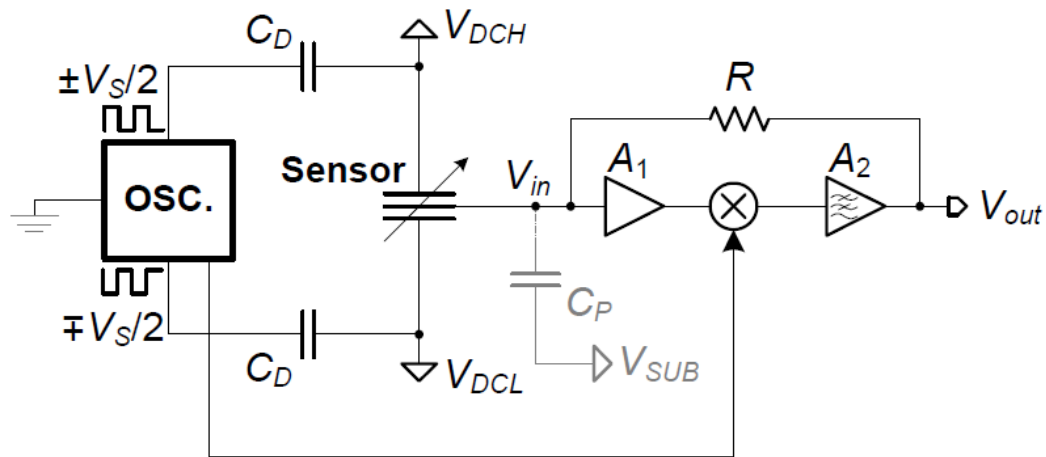 C_D
V_DCH
±V_S/2
R
OSC.
Sensor
V_in
A_1
A_2
V_out
∓V_S/2
C_P
C_D
V_DCL
V_SUB